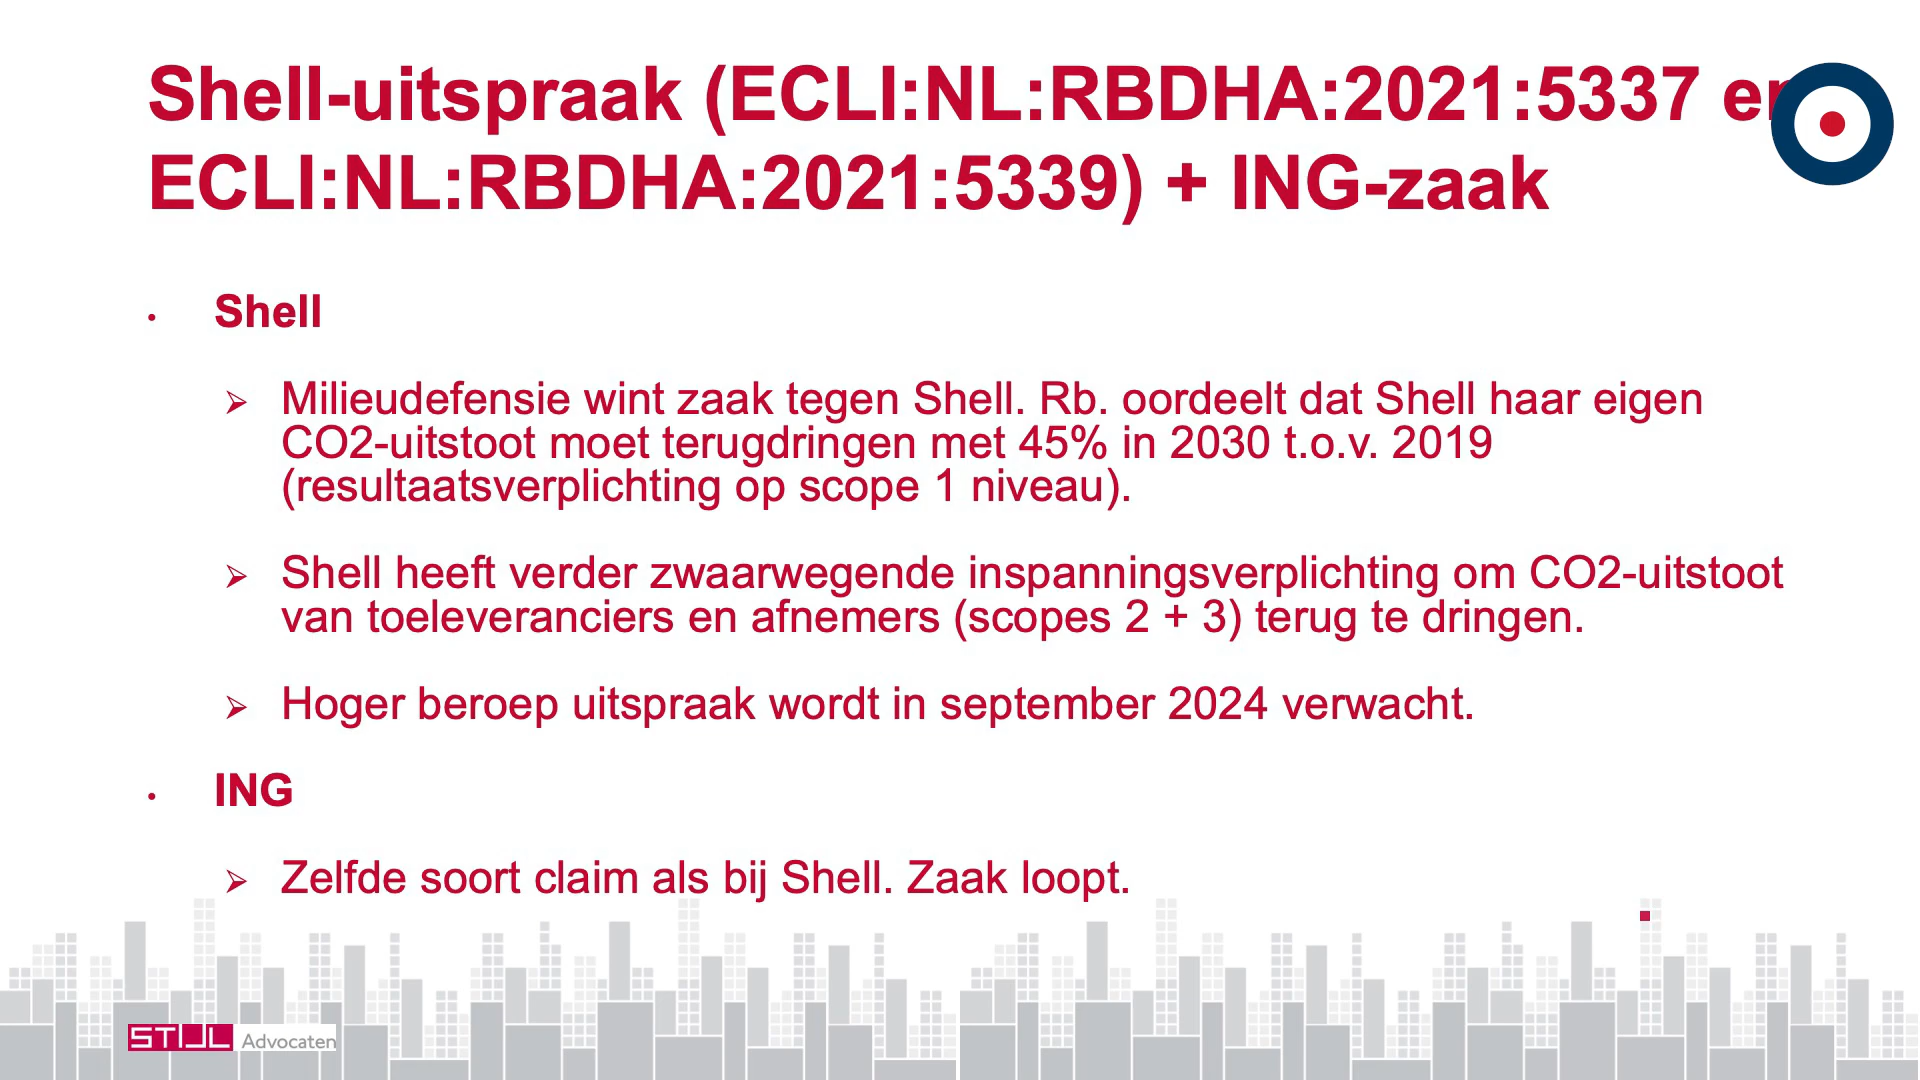 Shell-uitspraak (ECLI:NL:RBDHA:2021:5337 en
ECLI:NL:RBDHA:2021:5339) + ING-zaak
• Shell
➢ Milieudefensie wint zaak tegen Shell. Rb. oordeelt dat Shell haar eigen
CO2-uitstoot moet terugdringen met 45% in 2030 t.o.v. 2019
(resultaatsverplichting op scope 1 niveau).
➢ Shell heeft verder zwaarwegende inspanningsverplichting om CO2-uitstoot
van toeleveranciers en afnemers (scopes 2 + 3) terug te dringen.
➢ Hoger beroep uitspraak wordt in september 2024 verwacht.
• ING
➢ Zelfde soort claim als bij Shell. Zaak loopt.
STIJL Advocaten